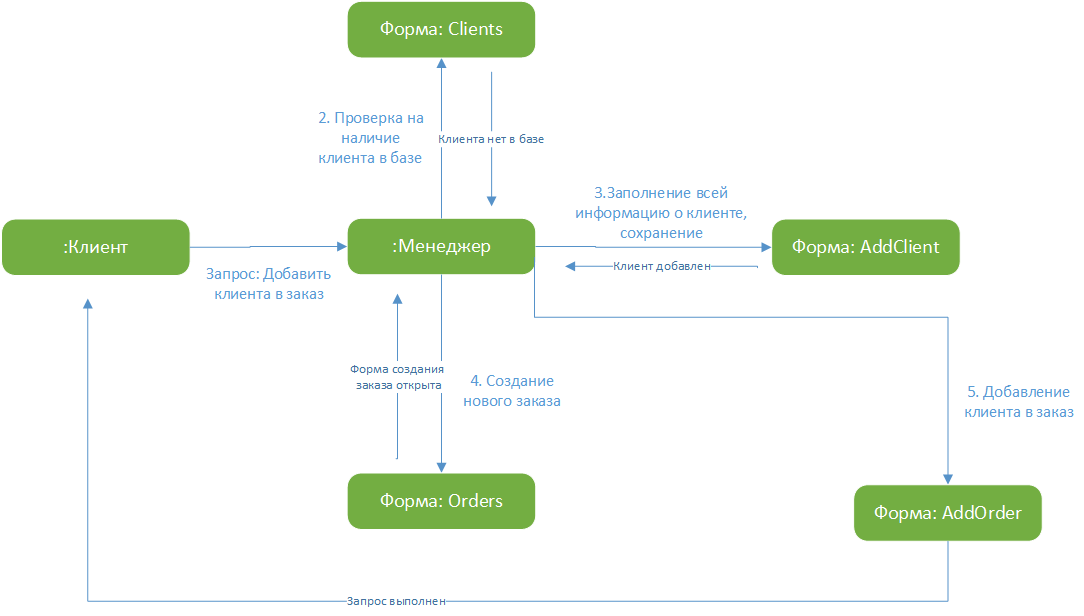 Форма: Clients
2. Проверка на
наличие
клиента в базе
Клиента нет в базе
3.Заполнение всей
информацию о клиенте,
сохранение
:Клиент
:Менеджер
Форма: AddClient
Запрос: Добавить
клиента в заказ
Клиент добавлен
Форма создания
заказа открыта
4. Создание
нового заказа
5. Добавление
клиента в заказ
Форма: Orders
Форма: AddOrder
Запрос выполнен